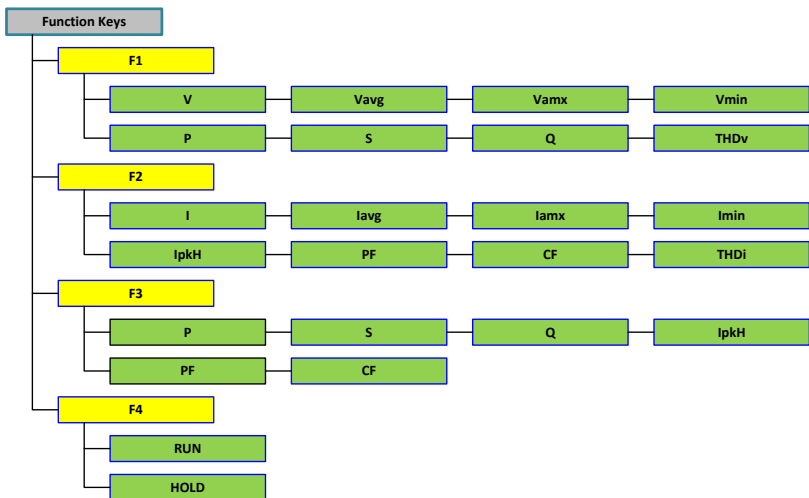 Function Keys
F1
V Vavg Vamx Vmin
P S Q THDv
F2
I Iavg Iamx Imin
IpkH PF CF THDi
F3
P S Q IpkH
PF CF
F4
RUN
HOLD